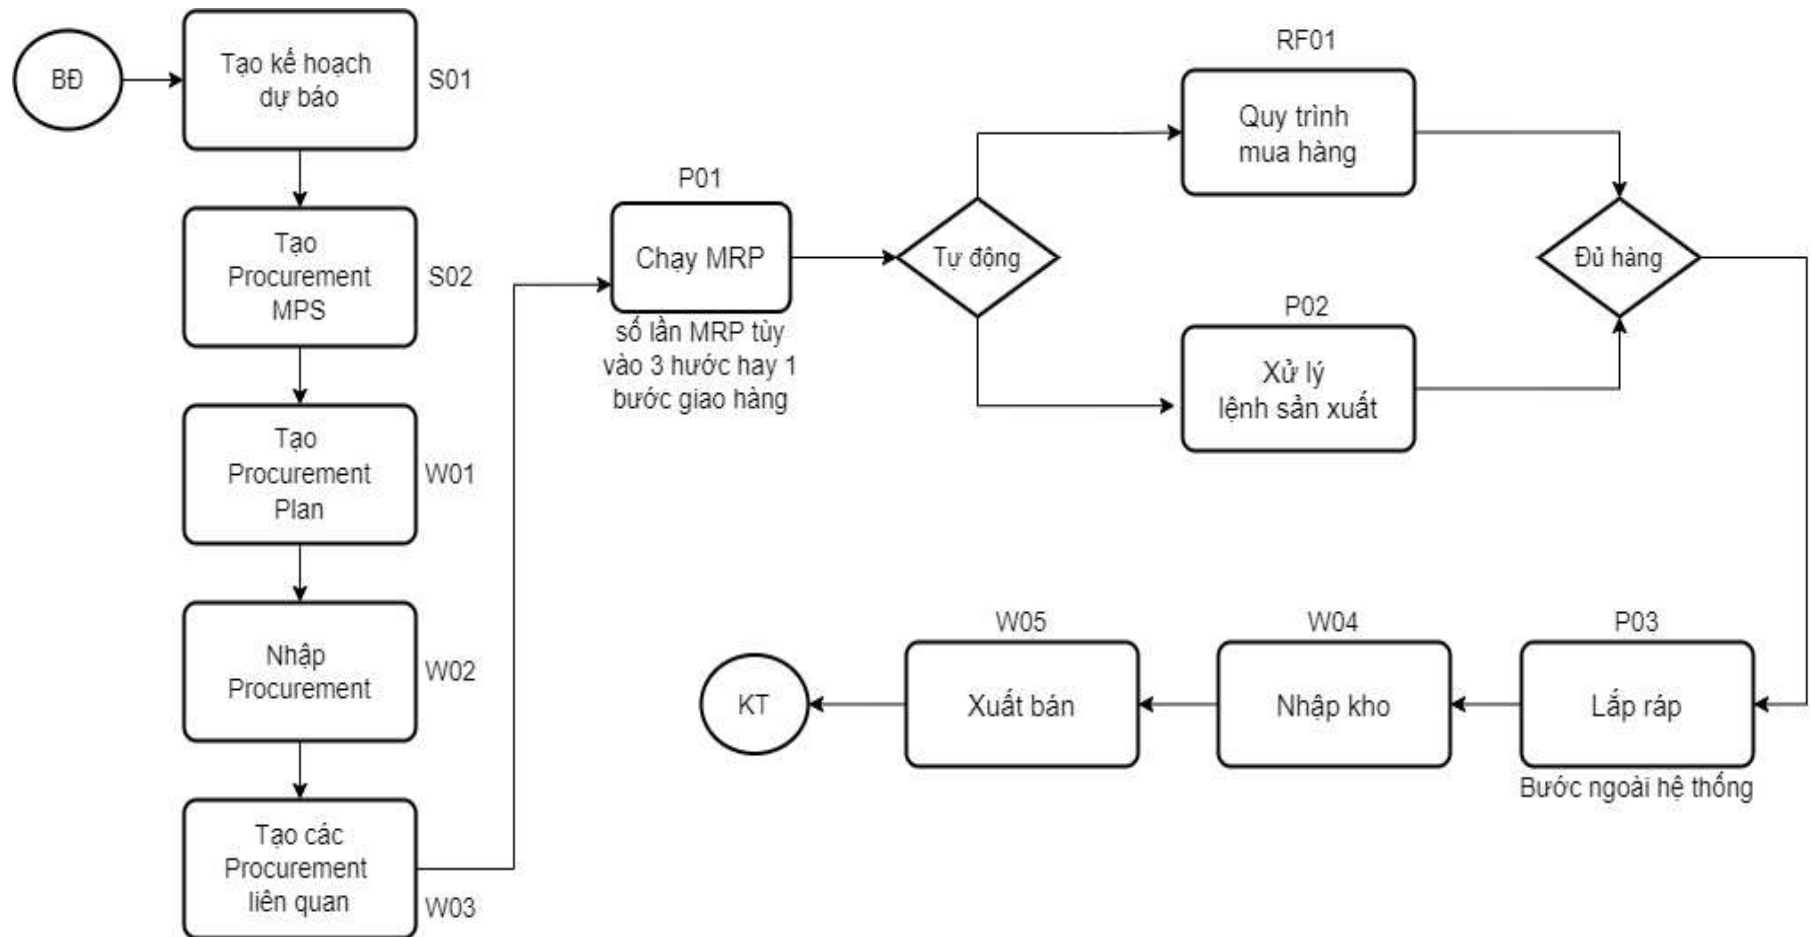 BĐ
Tạo kế hoạch
dự báo
S01
Tạo
Procurement
MPS
S02
Tạo
Procurement
Plan
W01
Nhập
Procurement
W02
Tạo các
Procurement
liên quan
W03
P01
Chạy MRP
số lần MRP tùy
vào 3 hước hay 1
bước giao hàng
Tự động
RF01
Quy trình
mua hàng
P02
Xử lý
lệnh sản xuất
Đủ hàng
P03
Lắp ráp
Bước ngoài hệ thống
W04
Nhập kho
W05
Xuất bán
KT